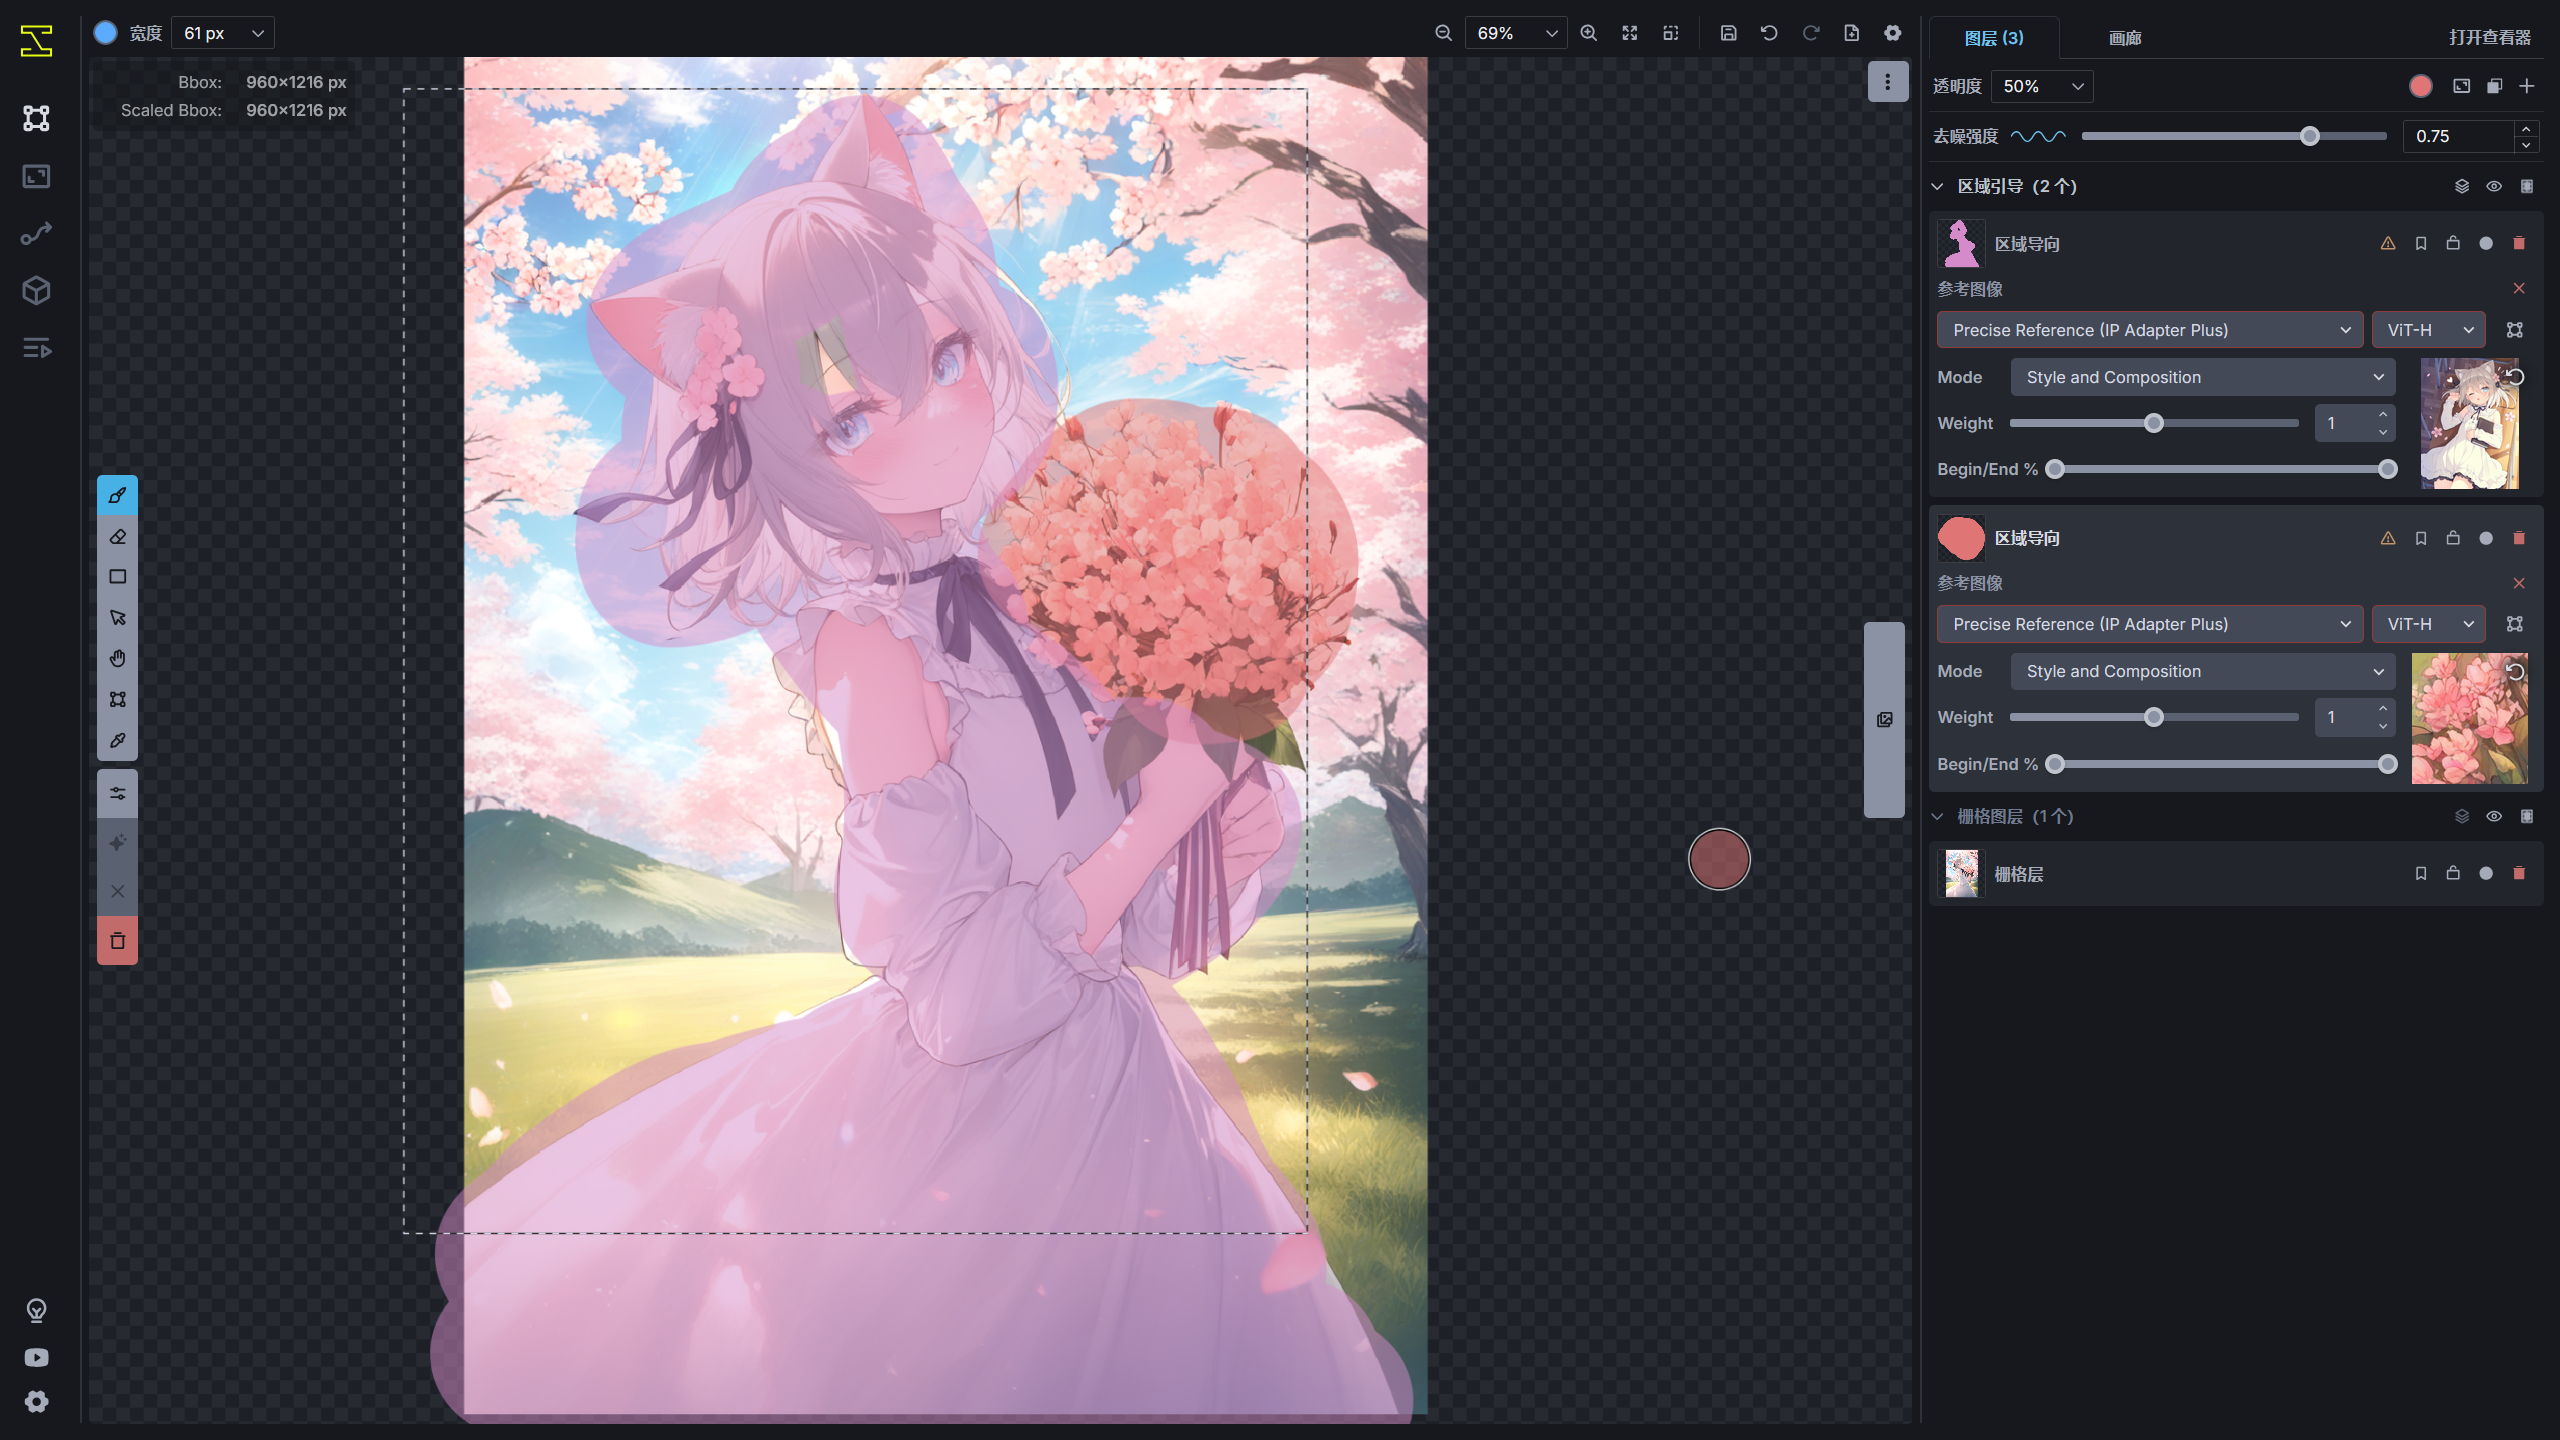 宽度 61 px
69%
Bbox: 960×1216 px
Scaled Bbox: 960×1216 px
图层 (3)
画廊
打开查看器
透明度 50%
去噪强度 0.75
区域引导 (2 个)
区域导向
参考图像
Precise Reference (IP Adapter Plus) ViT-H
Mode Style and Composition
Weight 1
Begin/End %
区域导向
参考图像
Precise Reference (IP Adapter Plus) ViT-H
Mode Style and Composition
Weight 1
Begin/End %
栅格图层 (1 个)
栅格层